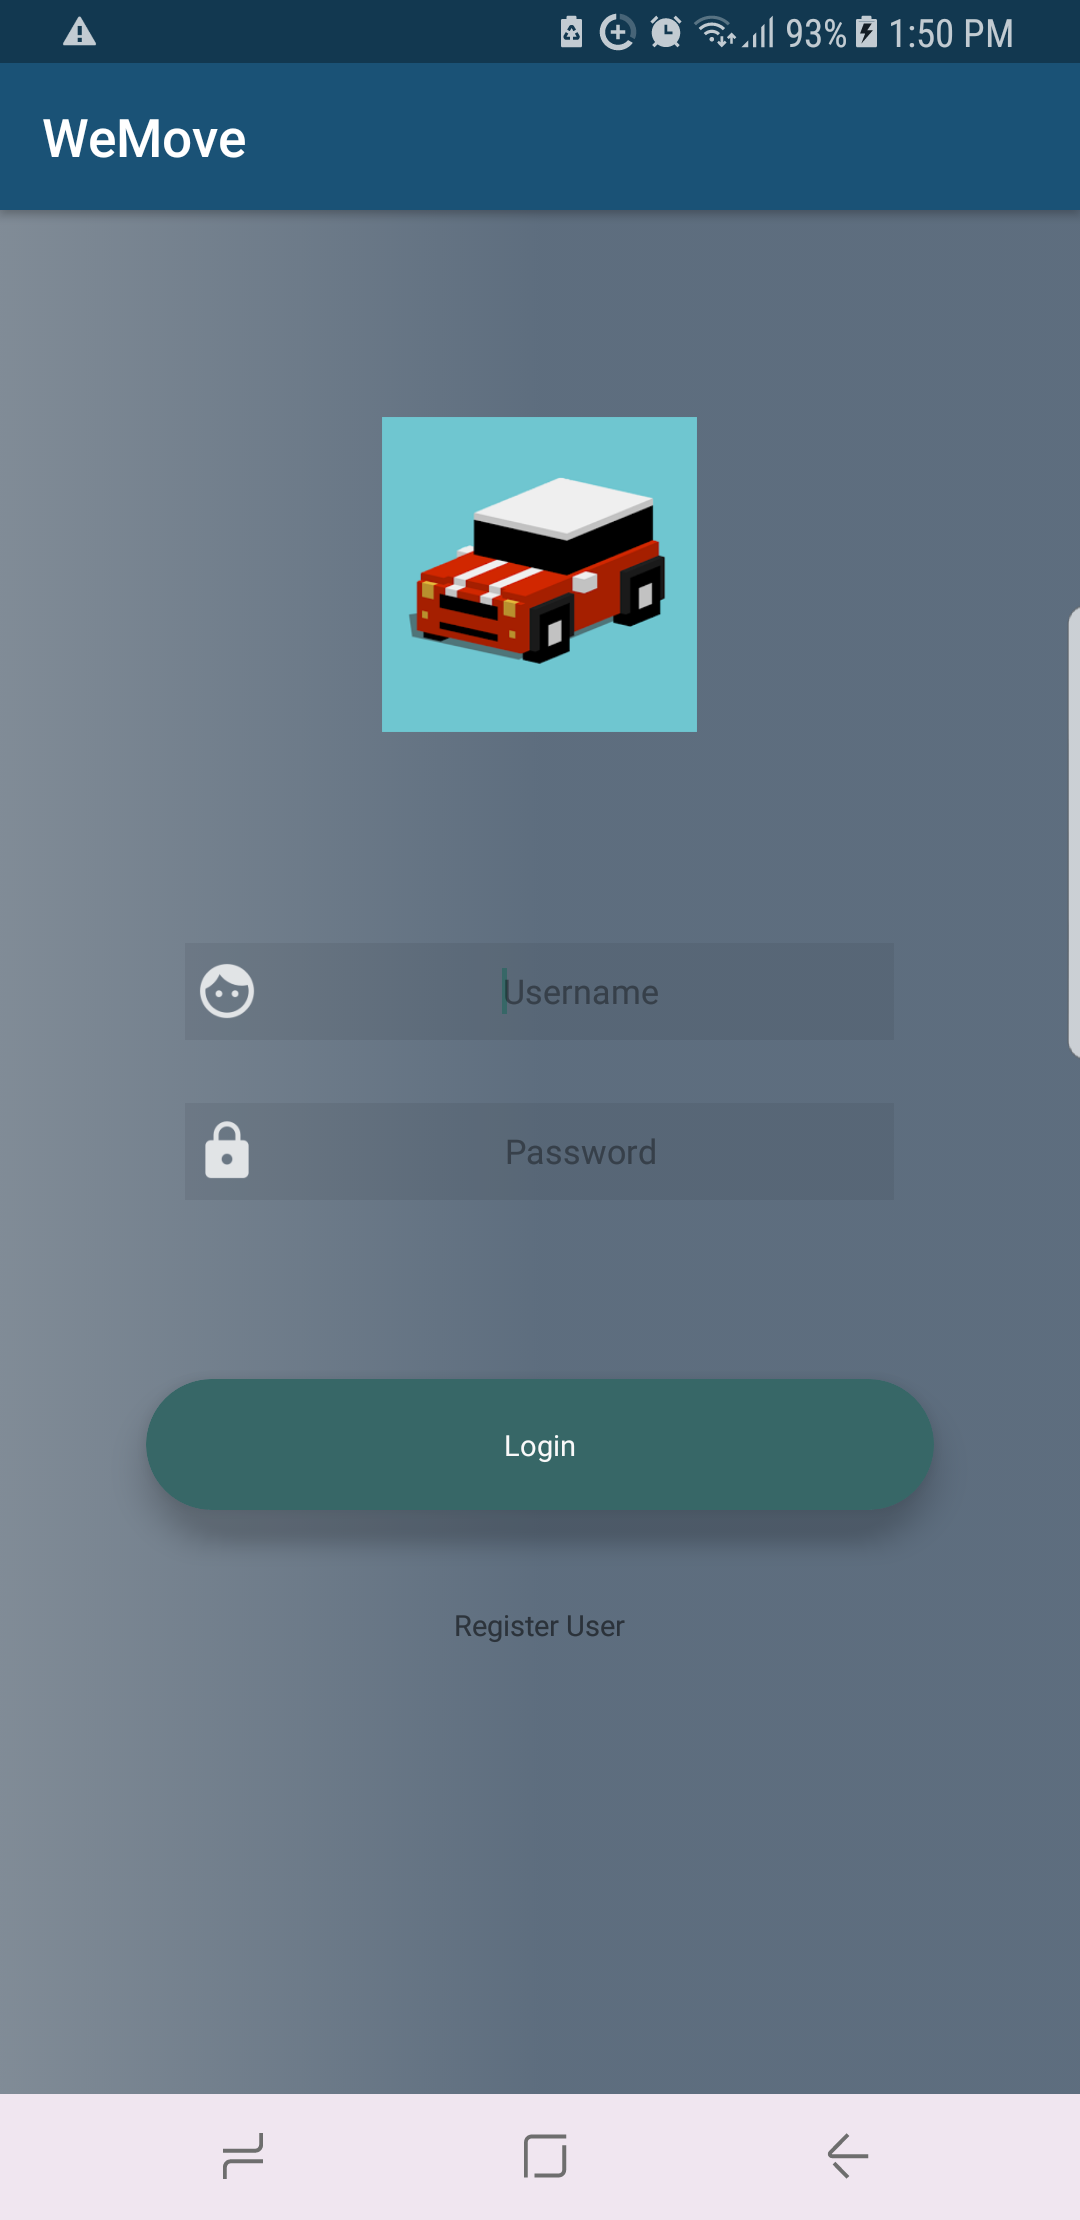 93% 1:50 PM
WeMove
Username
Password
Login
Register User